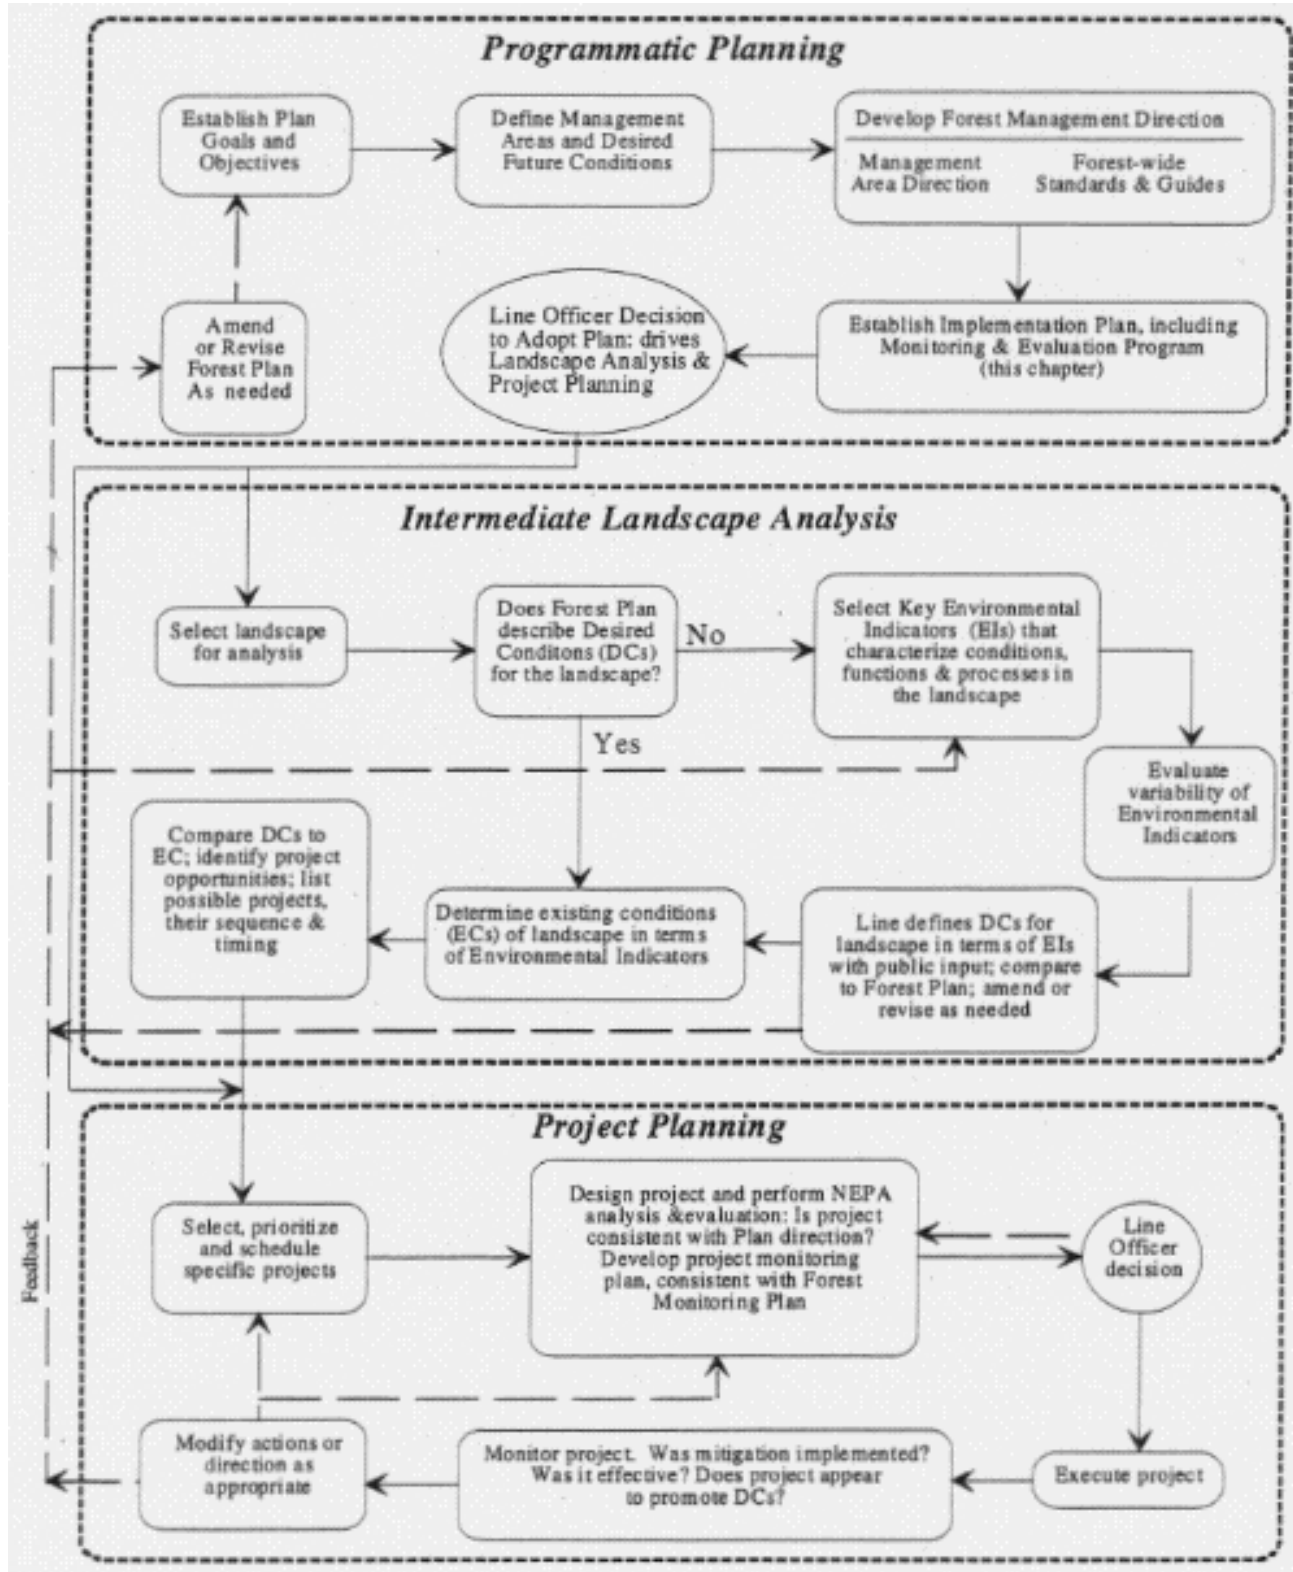 Programmatic Planning
Establish Plan
Goals and
Objectives
Define Management
Areas and Desired
Future Conditions
Develop Forest Management Direction
Management
Area Direction
Forest-wide
Standards & Guides
Amend
or Revise
Forest Plan
As needed
Line Officer Decision
to Adopt Plan: drives
Landscape Analysis &
Project Planning
Establish Implementation Plan, including
Monitoring & Evaluation Program
(this chapter)
Intermediate Landscape Analysis
Select landscape
for analysis
Does Forest Plan
describe Desired
Conditons (DCs)
for the landscape?
No
Select Key Environmental
Indicators (EIs) that
characterize conditions,
functions & processes in
the landscape
Yes
Evaluate
variability of
Environmental
Indicators
Compare DCs to
EC; identify project
opportunities; list
possible projects,
their sequence &
timing
Determine existing conditions
(ECs) of landscape in terms
of Environmental Indicators
Line defines DCs for
landscape in terms of EIs
with public input; compare
to Forest Plan; amend or
revise as needed
Project Planning
Select, prioritize
and schedule
specific projects
Design project and perform NEPA
analysis &evaluation: Is project
consistent with Plan direction?
Develop project monitoring
plan, consistent with Forest
Monitoring Plan
Line
Officer
decision
Feedback
Modify actions or
direction as
appropriate
Monitor project. Was mitigation implemented?
Was it effective? Does project appear
to promote DCs?
Execute project